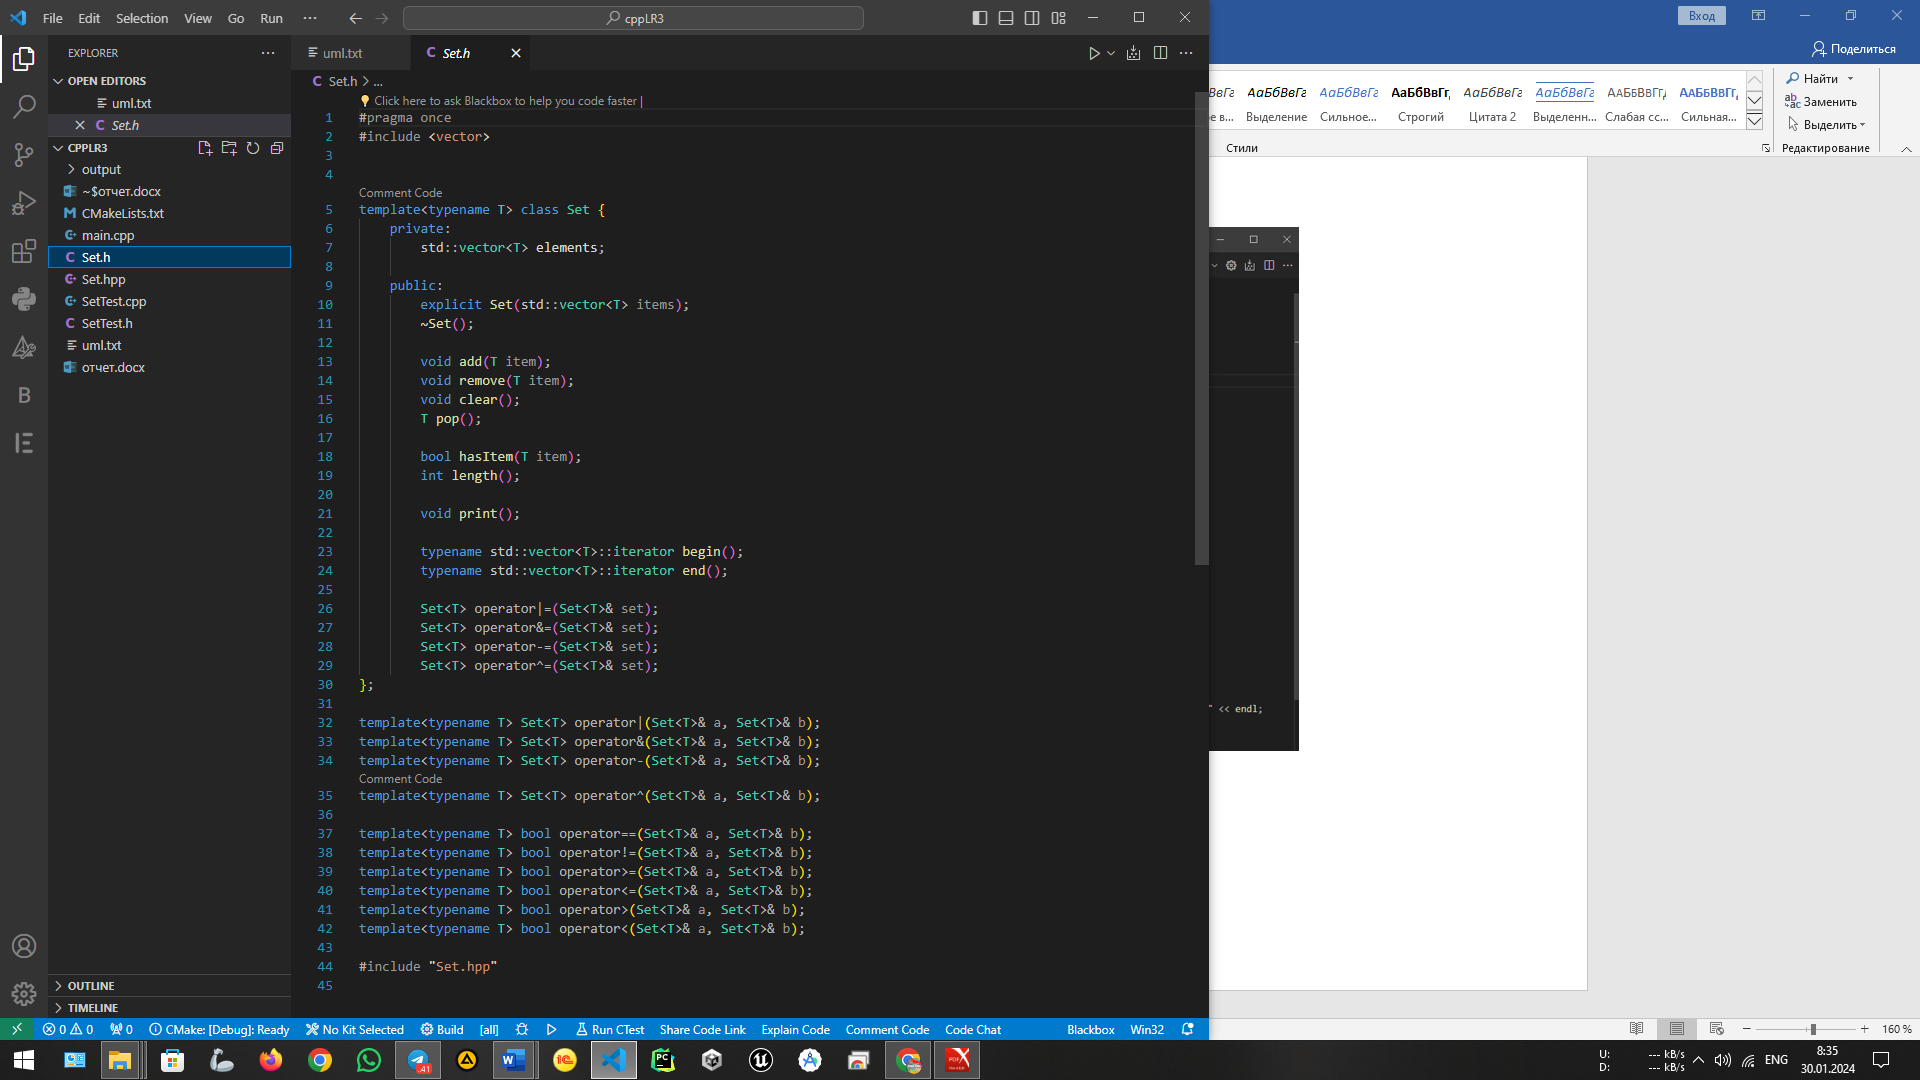 File Edit Selection View Go Run ··· cppLR3
Вход
Поделиться
EXPLORER
OPEN EDITORS
uml.txt
Set.h
CPPLR3
output
~$отчет.docx
CMakeLists.txt
main.cpp
Set.h
Set.hpp
SetTest.cpp
SetTest.h
uml.txt
отчет.docx
OUTLINE
TIMELINE
uml.txt Set.h
Set.h > ...
Click here to ask Blackbox to help you code faster |
1 #pragma once
2 #include <vector>
3
4
Comment Code
5 template<typename T> class Set {
6 private:
7 std::vector<T> elements;
8
9 public:
10 explicit Set(std::vector<T> items);
11 ~Set();
12
13 void add(T item);
14 void remove(T item);
15 void clear();
16 T pop();
17
18 bool hasItem(T item);
19 int length();
20
21 void print();
22
23 typename std::vector<T>::iterator begin();
24 typename std::vector<T>::iterator end();
25
26 Set<T> operator|=(Set<T>& set);
27 Set<T> operator&=(Set<T>& set);
28 Set<T> operator-=(Set<T>& set);
29 Set<T> operator^=(Set<T>& set);
30 };
31
32 template<typename T> Set<T> operator|(Set<T>& a, Set<T>& b);
33 template<typename T> Set<T> operator&(Set<T>& a, Set<T>& b);
34 template<typename T> Set<T> operator-(Set<T>& a, Set<T>& b);
Comment Code
35 template<typename T> Set<T> operator^(Set<T>& a, Set<T>& b);
36
37 template<typename T> bool operator==(Set<T>& a, Set<T>& b);
38 template<typename T> bool operator!=(Set<T>& a, Set<T>& b);
39 template<typename T> bool operator>=(Set<T>& a, Set<T>& b);
40 template<typename T> bool operator<=(Set<T>& a, Set<T>& b);
41 template<typename T> bool operator>(Set<T>& a, Set<T>& b);
42 template<typename T> bool operator<(Set<T>& a, Set<T>& b);
43
44 #include "Set.hpp"
45
АаБбВвГг АаБбВвГг АаБбВвГг, АаБбВвГг АаБбВвГг ААББВВГГ, ААББВВГГ,
е в... Выделение Сильное... Строгий Цитата 2 Выделенн... Слабая сс... Сильная...
Стили
Найти
Заменить
Выделить
Редактирование
" << endl;
0 0 0 CMake: [Debug]: Ready No Kit Selected Build [all] Run CTest Share Code Link Explain Code Comment Code Code Chat Blackbox Win32
160 %
41
PC
U: --- kB/s
D: --- kB/s
ENG
8:35
30.01.2024